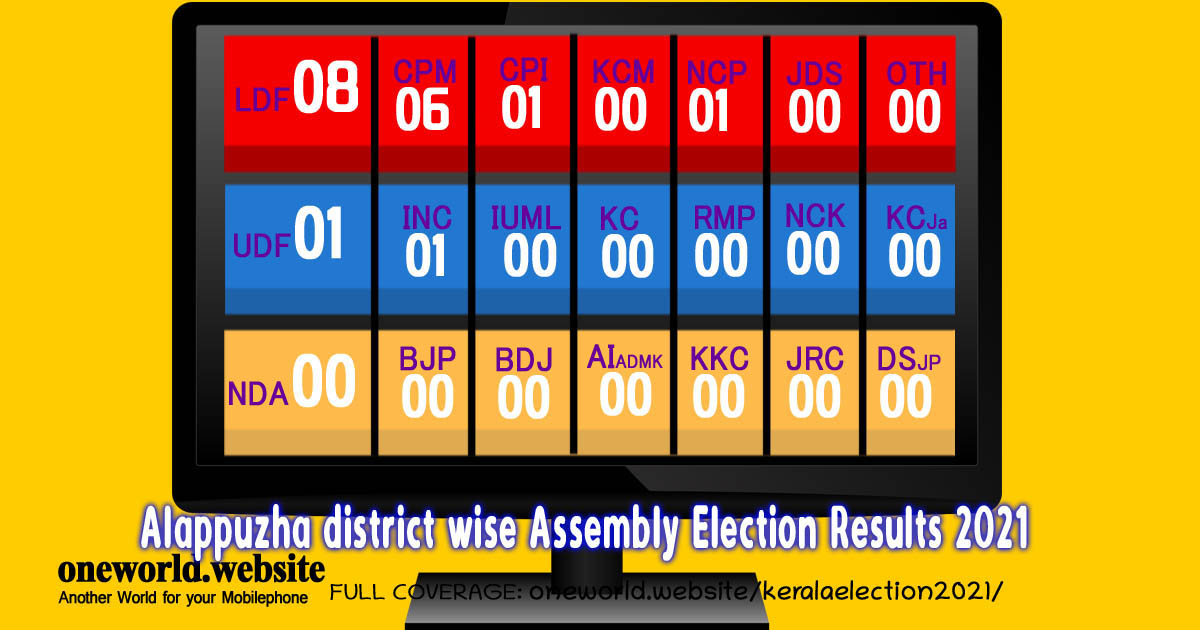 LDF 08 CPM CPI KCM NCP JDS OTH
06 01 00 01 00 00
UDF 01 INC IUML KC RMP NCK KCJa
01 00 00 00 00 00
NDA 00 BJP BDJ AIADMK KKC JRC DSJP
00 00 00 00 00 00
Alappuzha district wise Assembly Election Results 2021
oneworld.website
Another World for your Mobilephone
FULL COVERAGE: oneworld.website/keralaelection2021/